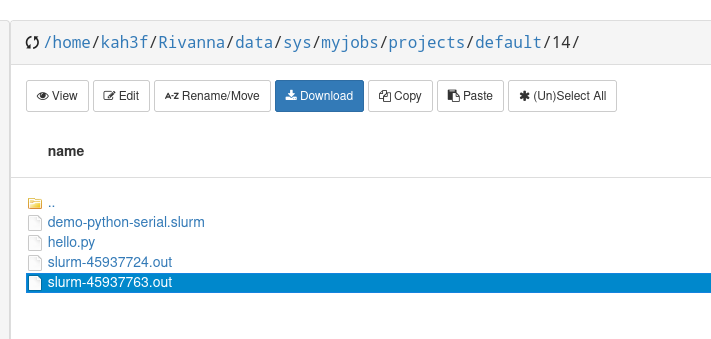 /home/kah3f/Rivanna/data/sys/myjobs/projects/default/14/
View Edit A-Z Rename/Move Download Copy Paste (Un)Select All
name
..
demo-python-serial.slurm
hello.py
slurm-45937724.out
slurm-45937763.out